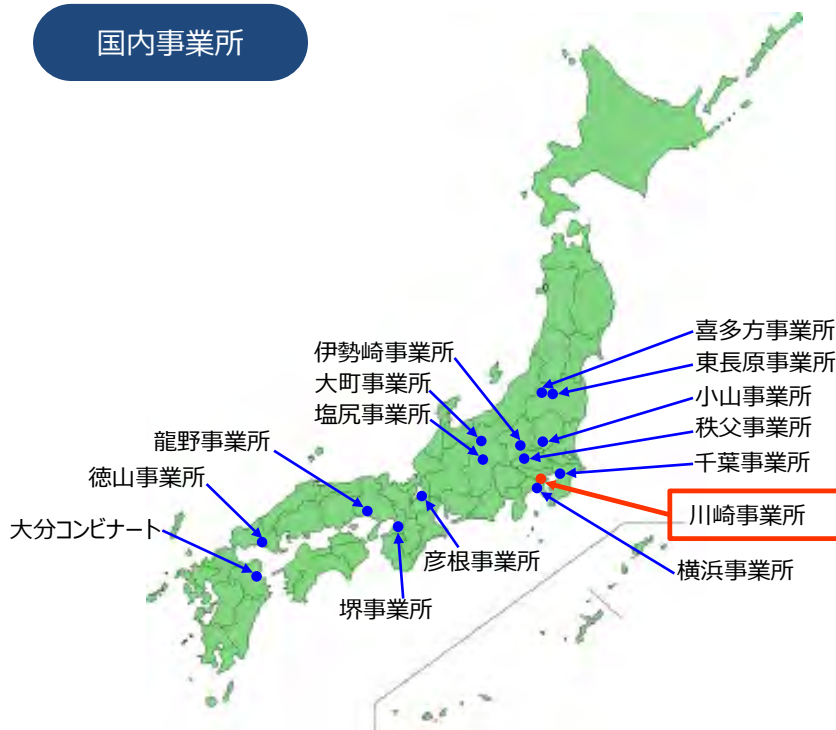 国内事業所
喜多方事業所
東長原事業所
伊勢崎事業所
大町事業所
小山事業所
塩尻事業所
秩父事業所
龍野事業所
千葉事業所
徳山事業所
川崎事業所
大分コンビナート
彦根事業所
横浜事業所
堺事業所